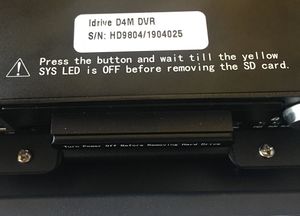 Idrive D4M DVR
S/N: HD9804/1904025
Press the button and wait till the yellow
SYS LED is OFF before removing the SD card.
Turn Power Off Before Removing Hard Drive